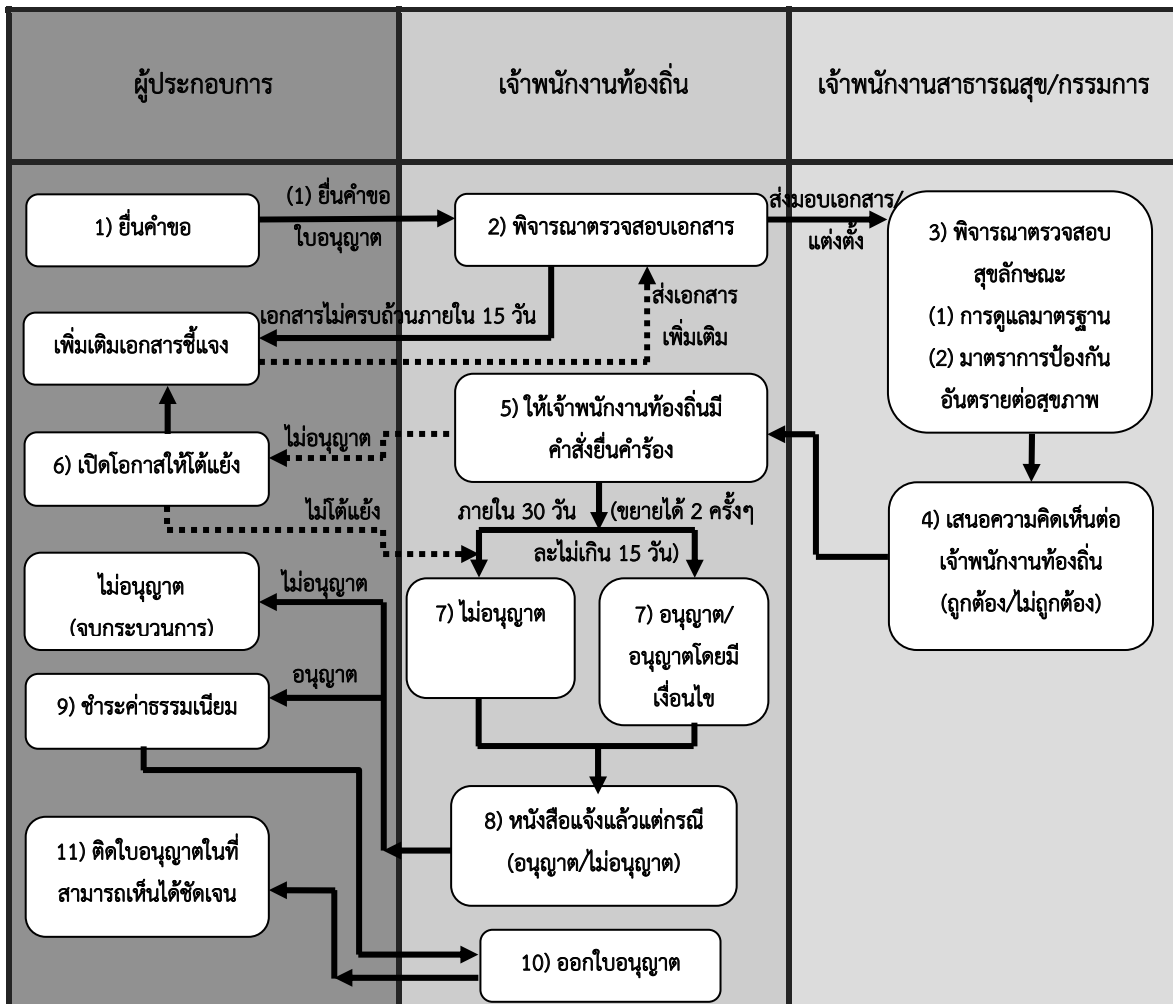 ผู้ประกอบการ
เจ้าพนักงานท้องถิ่น
เจ้าพนักงานสาธารณสุข/กรรมการ
1) ยื่นคำขอ
(1) ยื่นคำขอ
ใบอนุญาต
2) พิจารณาตรวจสอบเอกสาร
ส่งมอบเอกสาร/
แต่งตั้ง
3) พิจารณาตรวจสอบ
สุขลักษณะ
(1) การดูแลมาตรฐาน
(2) มาตราการป้องกัน
อันตรายต่อสุขภาพ
เอกสารไม่ครบถ้วนภายใน 15 วัน
ส่งเอกสาร
เพิ่มเติม
เพิ่มเติมเอกสารชี้แจง
5) ให้เจ้าพนักงานท้องถิ่นมี
คำสั่งยื่นคำร้อง
ไม่อนุญาต
6) เปิดโอกาสให้โต้แย้ง
ไม่โต้แย้ง
ภายใน 30 วัน
(ขยายได้ 2 ครั้งๆ
ละไม่เกิน 15 วัน)
4) เสนอความคิดเห็นต่อ
เจ้าพนักงานท้องถิ่น
(ถูกต้อง/ไม่ถูกต้อง)
ไม่อนุญาต
(จบกระบวนการ)
ไม่อนุญาต
7) ไม่อนุญาต
7) อนุญาต/
อนุญาตโดยมี
เงื่อนไข
อนุญาต
9) ชำระค่าธรรมเนียม
8) หนังสือแจ้งแล้วแต่กรณี
(อนุญาต/ไม่อนุญาต)
11) ติดใบอนุญาตในที่
สามารถเห็นได้ชัดเจน
10) ออกใบอนุญาต